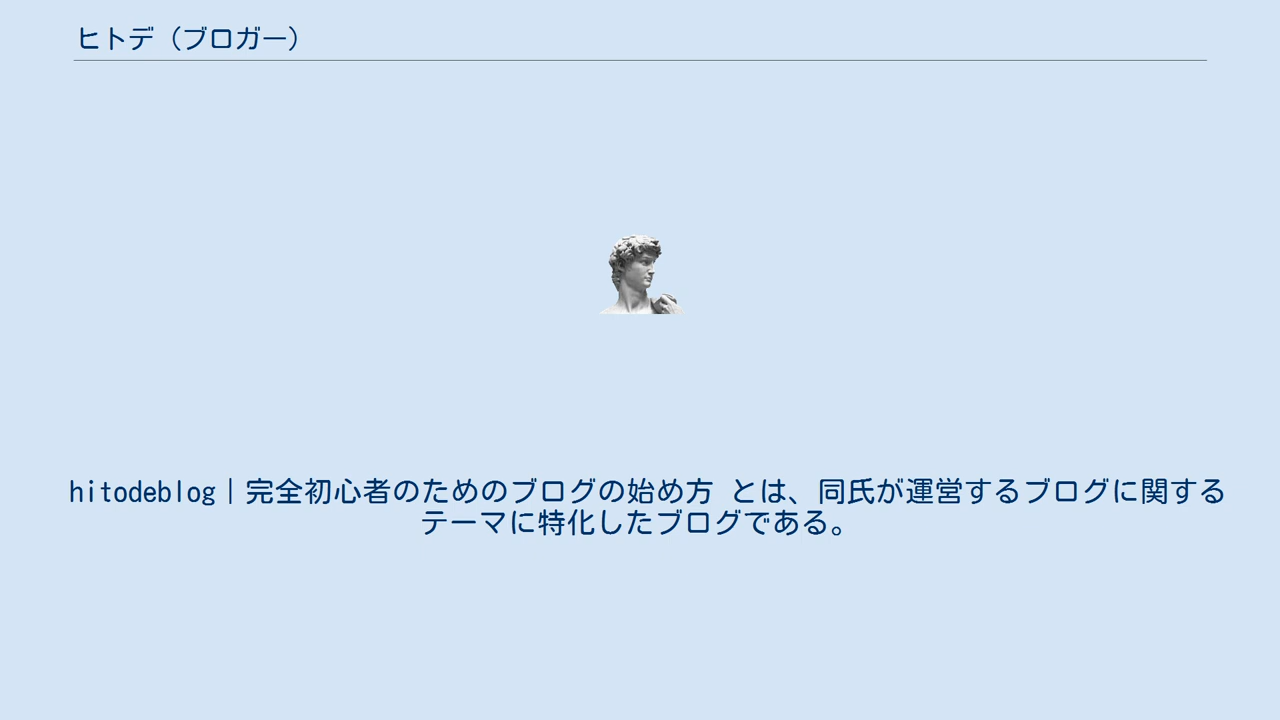 ヒトデ（ブロガー）
hitodeblog｜完全初心者のためのブログの始め方 とは、同氏が運営するブログに関する
テーマに特化したブログである。